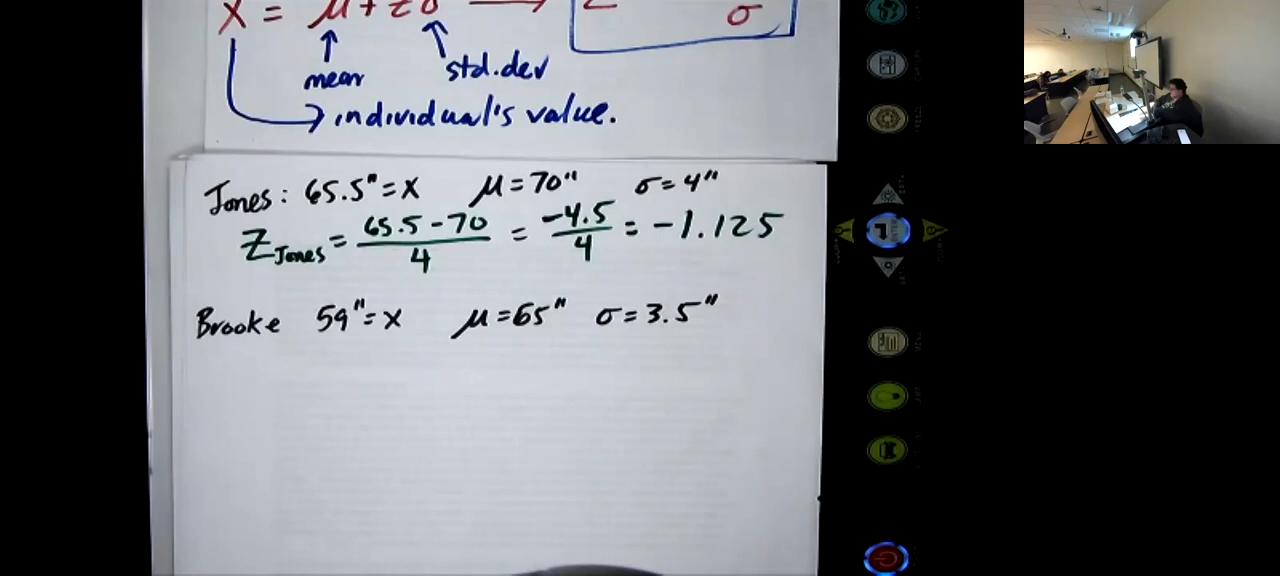 x = μ + zσ → z σ
mean std.dev
individual's value.
Jones: 65.5" = x μ = 70" σ = 4"
Z Jones = 65.5 - 70 / 4 = -4.5 / 4 = -1.125
Brooke 59" = x μ = 65" σ = 3.5"